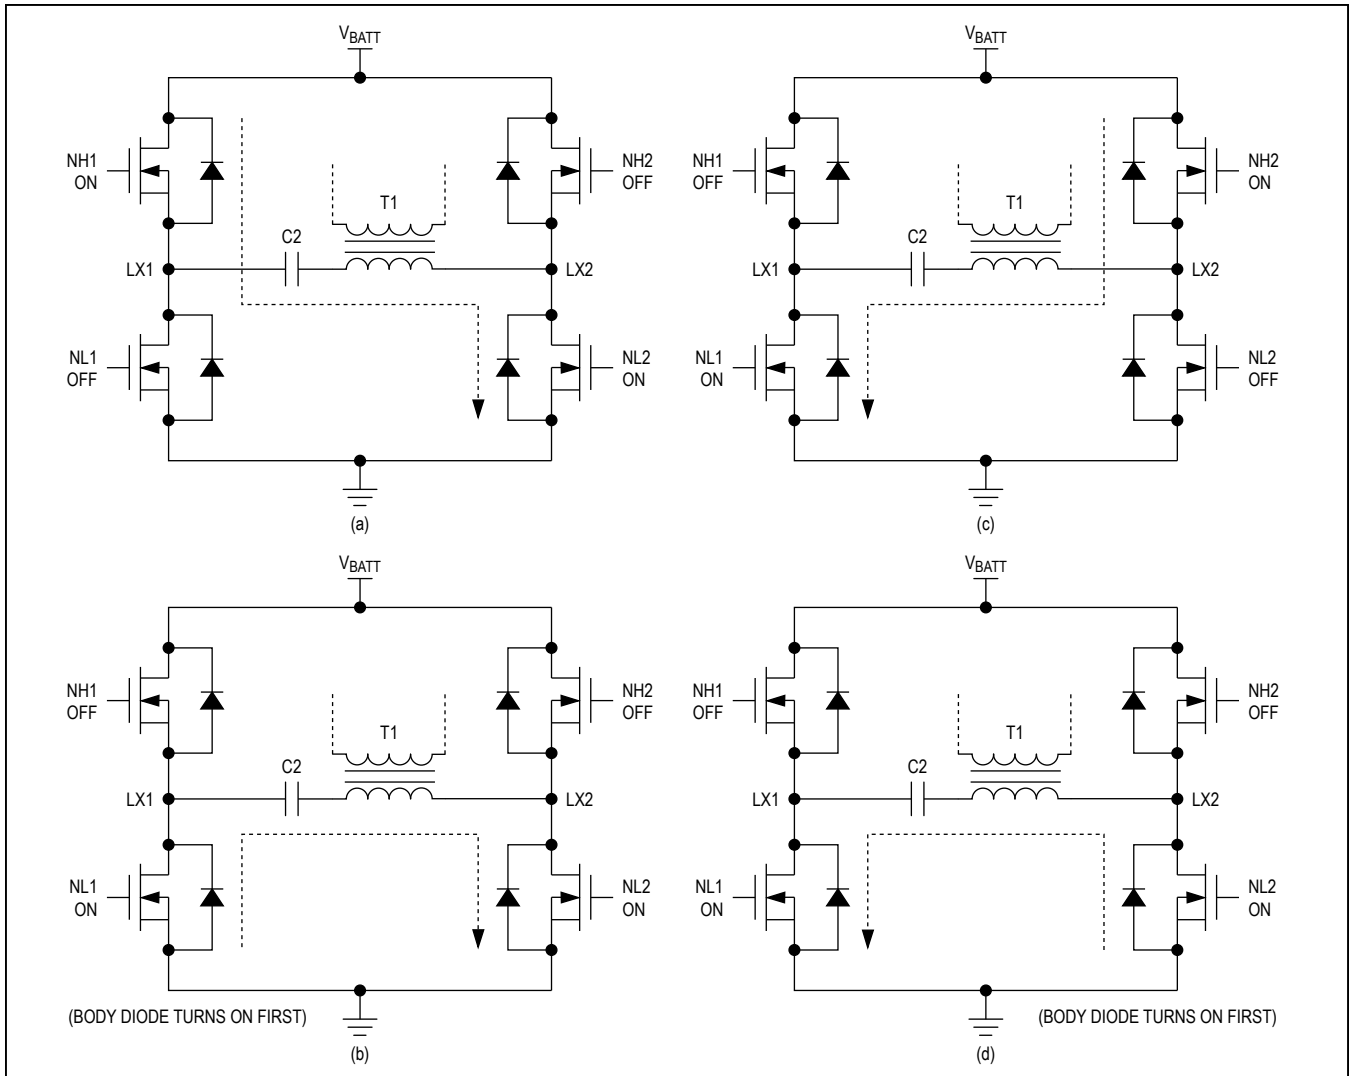 VBATT
NH1
ON
NH2
OFF
T1
C2
LX1
LX2
NL1
OFF
NL2
ON
(a)
VBATT
NH1
OFF
NH2
ON
T1
C2
LX1
LX2
NL1
ON
NL2
OFF
(c)
VBATT
NH1
OFF
NH2
OFF
T1
C2
LX1
LX2
NL1
ON
NL2
ON
(BODY DIODE TURNS ON FIRST)
(b)
VBATT
NH1
OFF
NH2
OFF
T1
C2
LX1
LX2
NL1
ON
NL2
ON
(BODY DIODE TURNS ON FIRST)
(d)